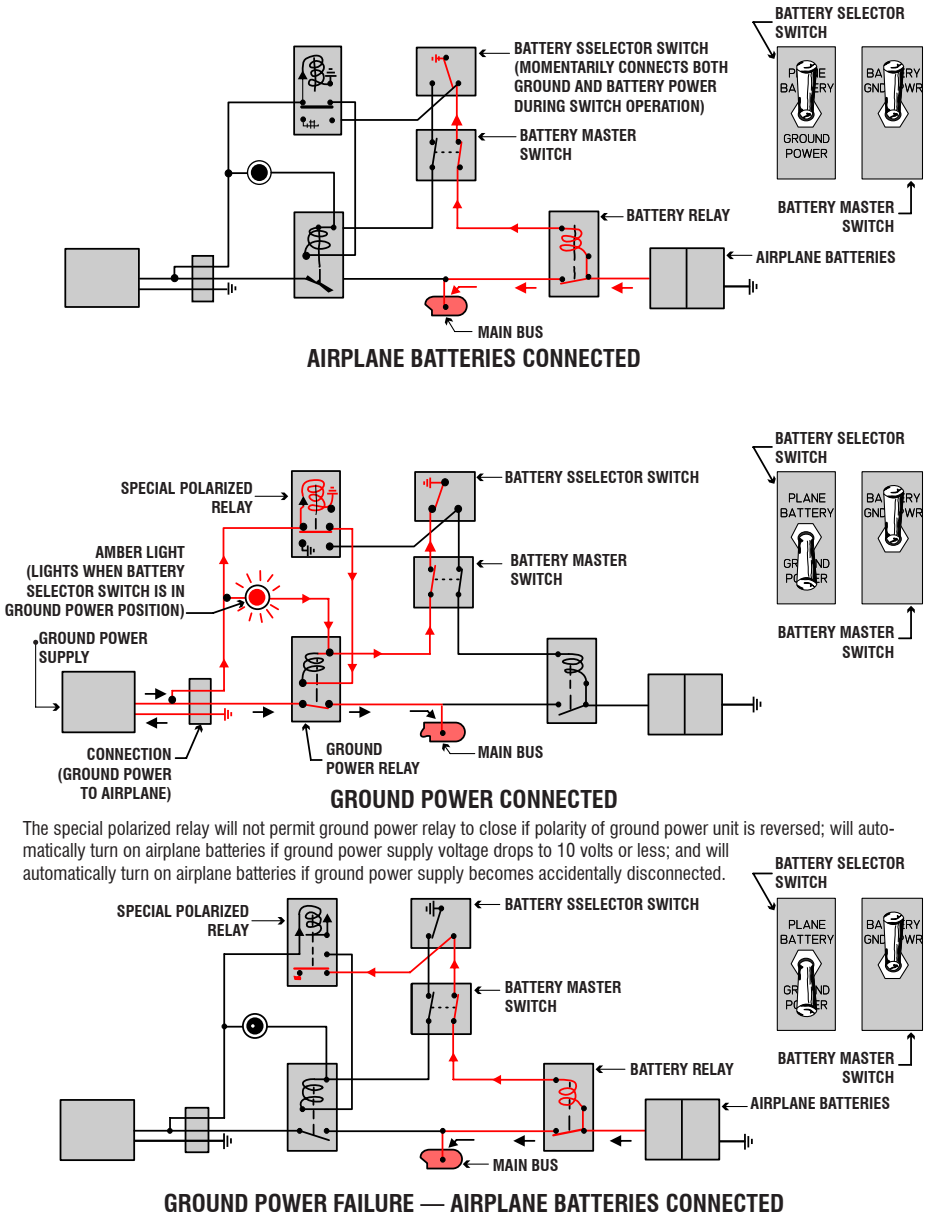 BATTERY SSELECTOR SWITCH
(MOMENTARILY CONNECTS BOTH
GROUND AND BATTERY POWER
DURING SWITCH OPERATION)
BATTERY MASTER
SWITCH
BATTERY RELAY
AIRPLANE BATTERIES
MAIN BUS
BATTERY SELECTOR
SWITCH
GROUND
POWER
BATTERY MASTER
SWITCH
AIRPLANE BATTERIES CONNECTED
SPECIAL POLARIZED
RELAY
AMBER LIGHT
(LIGHTS WHEN BATTERY
SELECTOR SWITCH IS IN
GROUND POWER POSITION)
GROUND POWER
SUPPLY
CONNECTION
(GROUND POWER
TO AIRPLANE)
GROUND
POWER RELAY
BATTERY SSELECTOR SWITCH
BATTERY MASTER
SWITCH
MAIN BUS
BATTERY SELECTOR
SWITCH
PLANE
BATTERY
BATTERY MASTER
SWITCH
GROUND POWER CONNECTED
The special polarized relay will not permit ground power relay to close if polarity of ground power unit is reversed; will auto-
matically turn on airplane batteries if ground power supply voltage drops to 10 volts or less; and will
automatically turn on airplane batteries if ground power supply becomes accidentally disconnected.
SPECIAL POLARIZED
RELAY
BATTERY SSELECTOR SWITCH
BATTERY MASTER
SWITCH
BATTERY RELAY
AIRPLANE BATTERIES
MAIN BUS
BATTERY SELECTOR
SWITCH
PLANE
BATTERY
BATTERY MASTER
SWITCH
GROUND POWER FAILURE — AIRPLANE BATTERIES CONNECTED